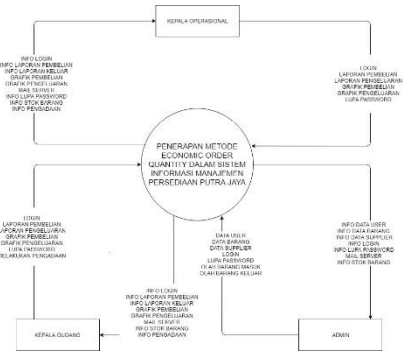 KEPALA OPERASIONAL
INFO LOGIN
INFO LAPORAN PEMBELIAN
INFO LAPORAN KELUAR
GRAFIK PEMBELIAN
GRAFIK PENGELUARAN
MAIL SERVER
INFO LUPA PASSWORD
INFO STOK BARANG
INFO PENGADAAN
LOGIN
LAPORAN PEMBELIAN
LAPORAN PENGELUARAN
GRAFIK PEMBELIAN
GRAFIK PENGELUARAN
LUPA PASSWORD
PENERAPAN METODE
ECONOMIC ORDER
QUANTITY DALAM SISTEM
INFORMASI MANAJEMEN
PERSEDIAAN PUTRA JAYA
LOGIN
LAPORAN PEMBELIAN
LAPORAN PENGELUARAN
GRAFIK PEMBELIAN
GRAFIK PENGELUARAN
LUPA PASSWORD
MELAKUKAN PENGADAAN
INFO DATA USER
INFO DATA BARANG
INFO DATA SUPPLIER
INFO LOGIN
INFO LUPA PASSWORD
MAIL SERVER
INFO STOK BARANG
DATA USER
DATA BARANG
DATA SUPPLIER
LOGIN
LUPA PASSWORD
OLAH BARANG MASUK
OLAH BARANG KELUAR
INFO LOGIN
INFO LAPORAN PEMBELIAN
INFO LAPORAN KELUAR
GRAFIK PEMBELIAN
GRAFIK PENGELUARAN
MAIL SERVER
INFO STOK BARANG
INFO PENGADAAN
KEPALA GUDANG
ADMIN